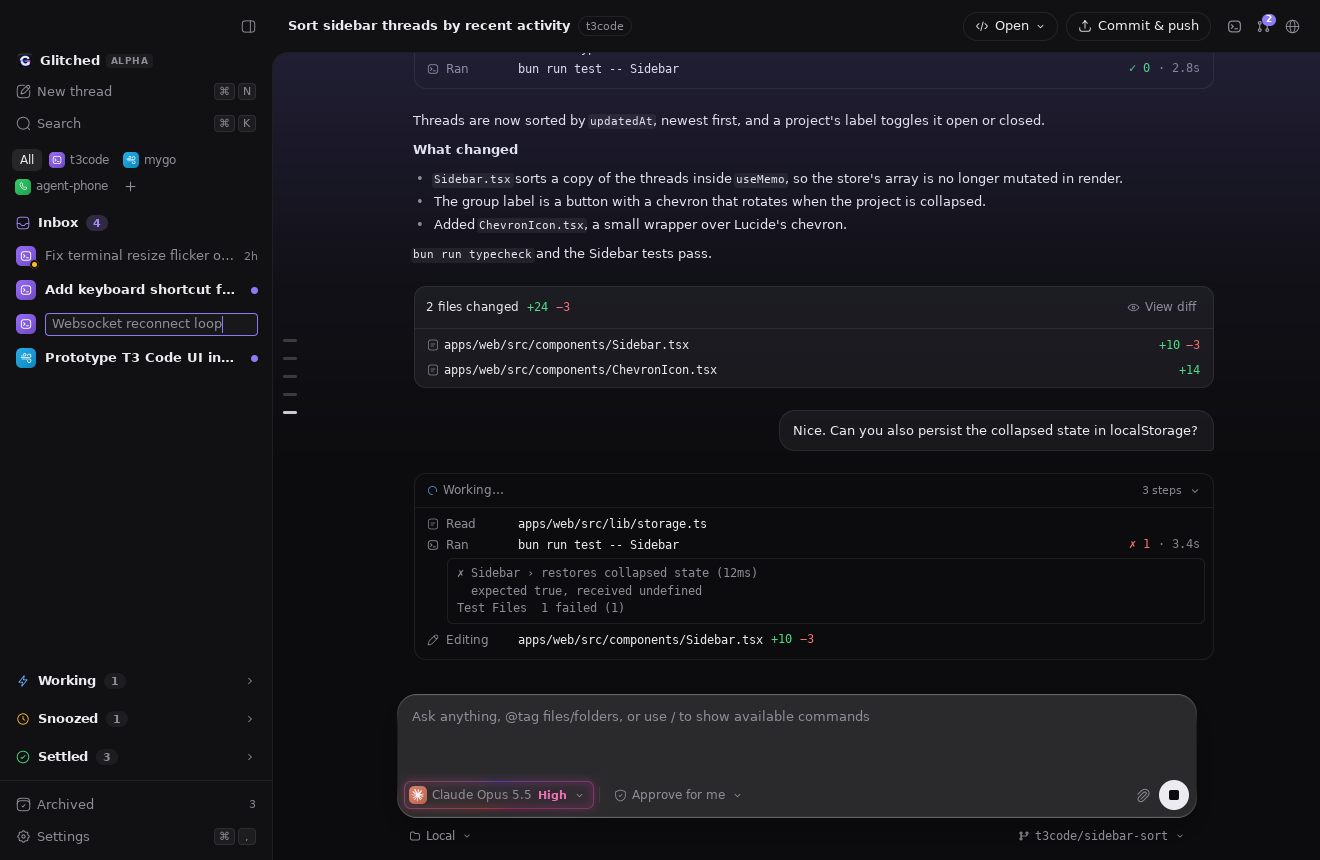 Sort sidebar threads by recent activity t3code
Open
Commit & push
2
Glitched ALPHA
New thread ⌘ N
Search ⌘ K
All t3code mygo
agent-phone +
Inbox 4
Fix terminal resize flicker o... 2h
Add keyboard shortcut f...
Websocket reconnect loop
Prototype T3 Code UI in...
Working 1
Snoozed 1
Settled 3
Archived 3
Settings ⌘ ,
Ran bun run test -- Sidebar ✓ 0 · 2.8s
Threads are now sorted by updatedAt, newest first, and a project's label toggles it open or closed.
What changed
• Sidebar.tsx sorts a copy of the threads inside useMemo, so the store's array is no longer mutated in render.
• The group label is a button with a chevron that rotates when the project is collapsed.
• Added ChevronIcon.tsx, a small wrapper over Lucide's chevron.
bun run typecheck and the Sidebar tests pass.
2 files changed +24 −3 View diff
apps/web/src/components/Sidebar.tsx +10 −3
apps/web/src/components/ChevronIcon.tsx +14
Nice. Can you also persist the collapsed state in localStorage?
Working... 3 steps
Read apps/web/src/lib/storage.ts
Ran bun run test -- Sidebar ✗ 1 · 3.4s
✗ Sidebar › restores collapsed state (12ms)
expected true, received undefined
Test Files 1 failed (1)
Editing apps/web/src/components/Sidebar.tsx +10 −3
Ask anything, @tag files/folders, or use / to show available commands
Claude Opus 5.5 High
Approve for me
Local
t3code/sidebar-sort